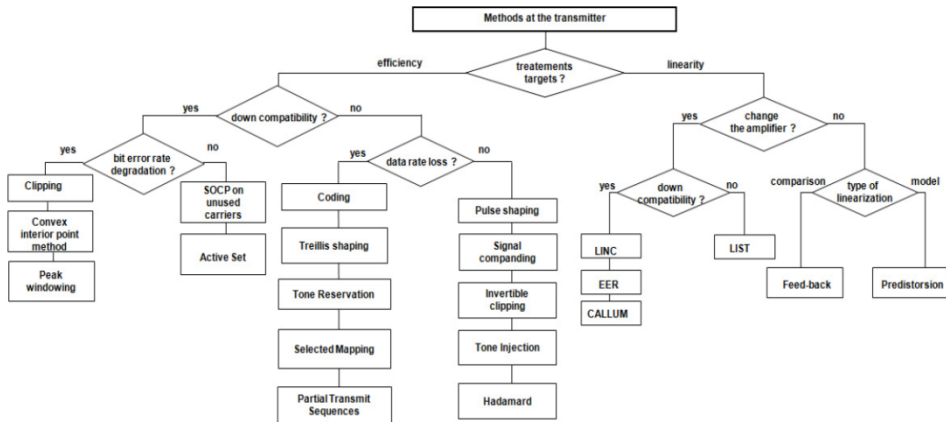 Methods at the transmitter
efficiency
treatements
targets ?
linearity
yes
down compatibility ?
no
yes
change
the amplifier ?
no
yes
bit error rate
degradation ?
no
yes
data rate loss ?
no
yes
down
compatibility ?
no
comparison
type of
linearization
model
Clipping
Convex
interior point
method
Peak
windowing
SOCP on
unused
carriers
Active Set
Coding
Treillis shaping
Tone Reservation
Selected Mapping
Partial Transmit
Sequences
Pulse shaping
Signal
companding
Invertible
clipping
Tone Injection
Hadamard
LINC
EER
CALLUM
LIST
Feed-back
Predistorsion